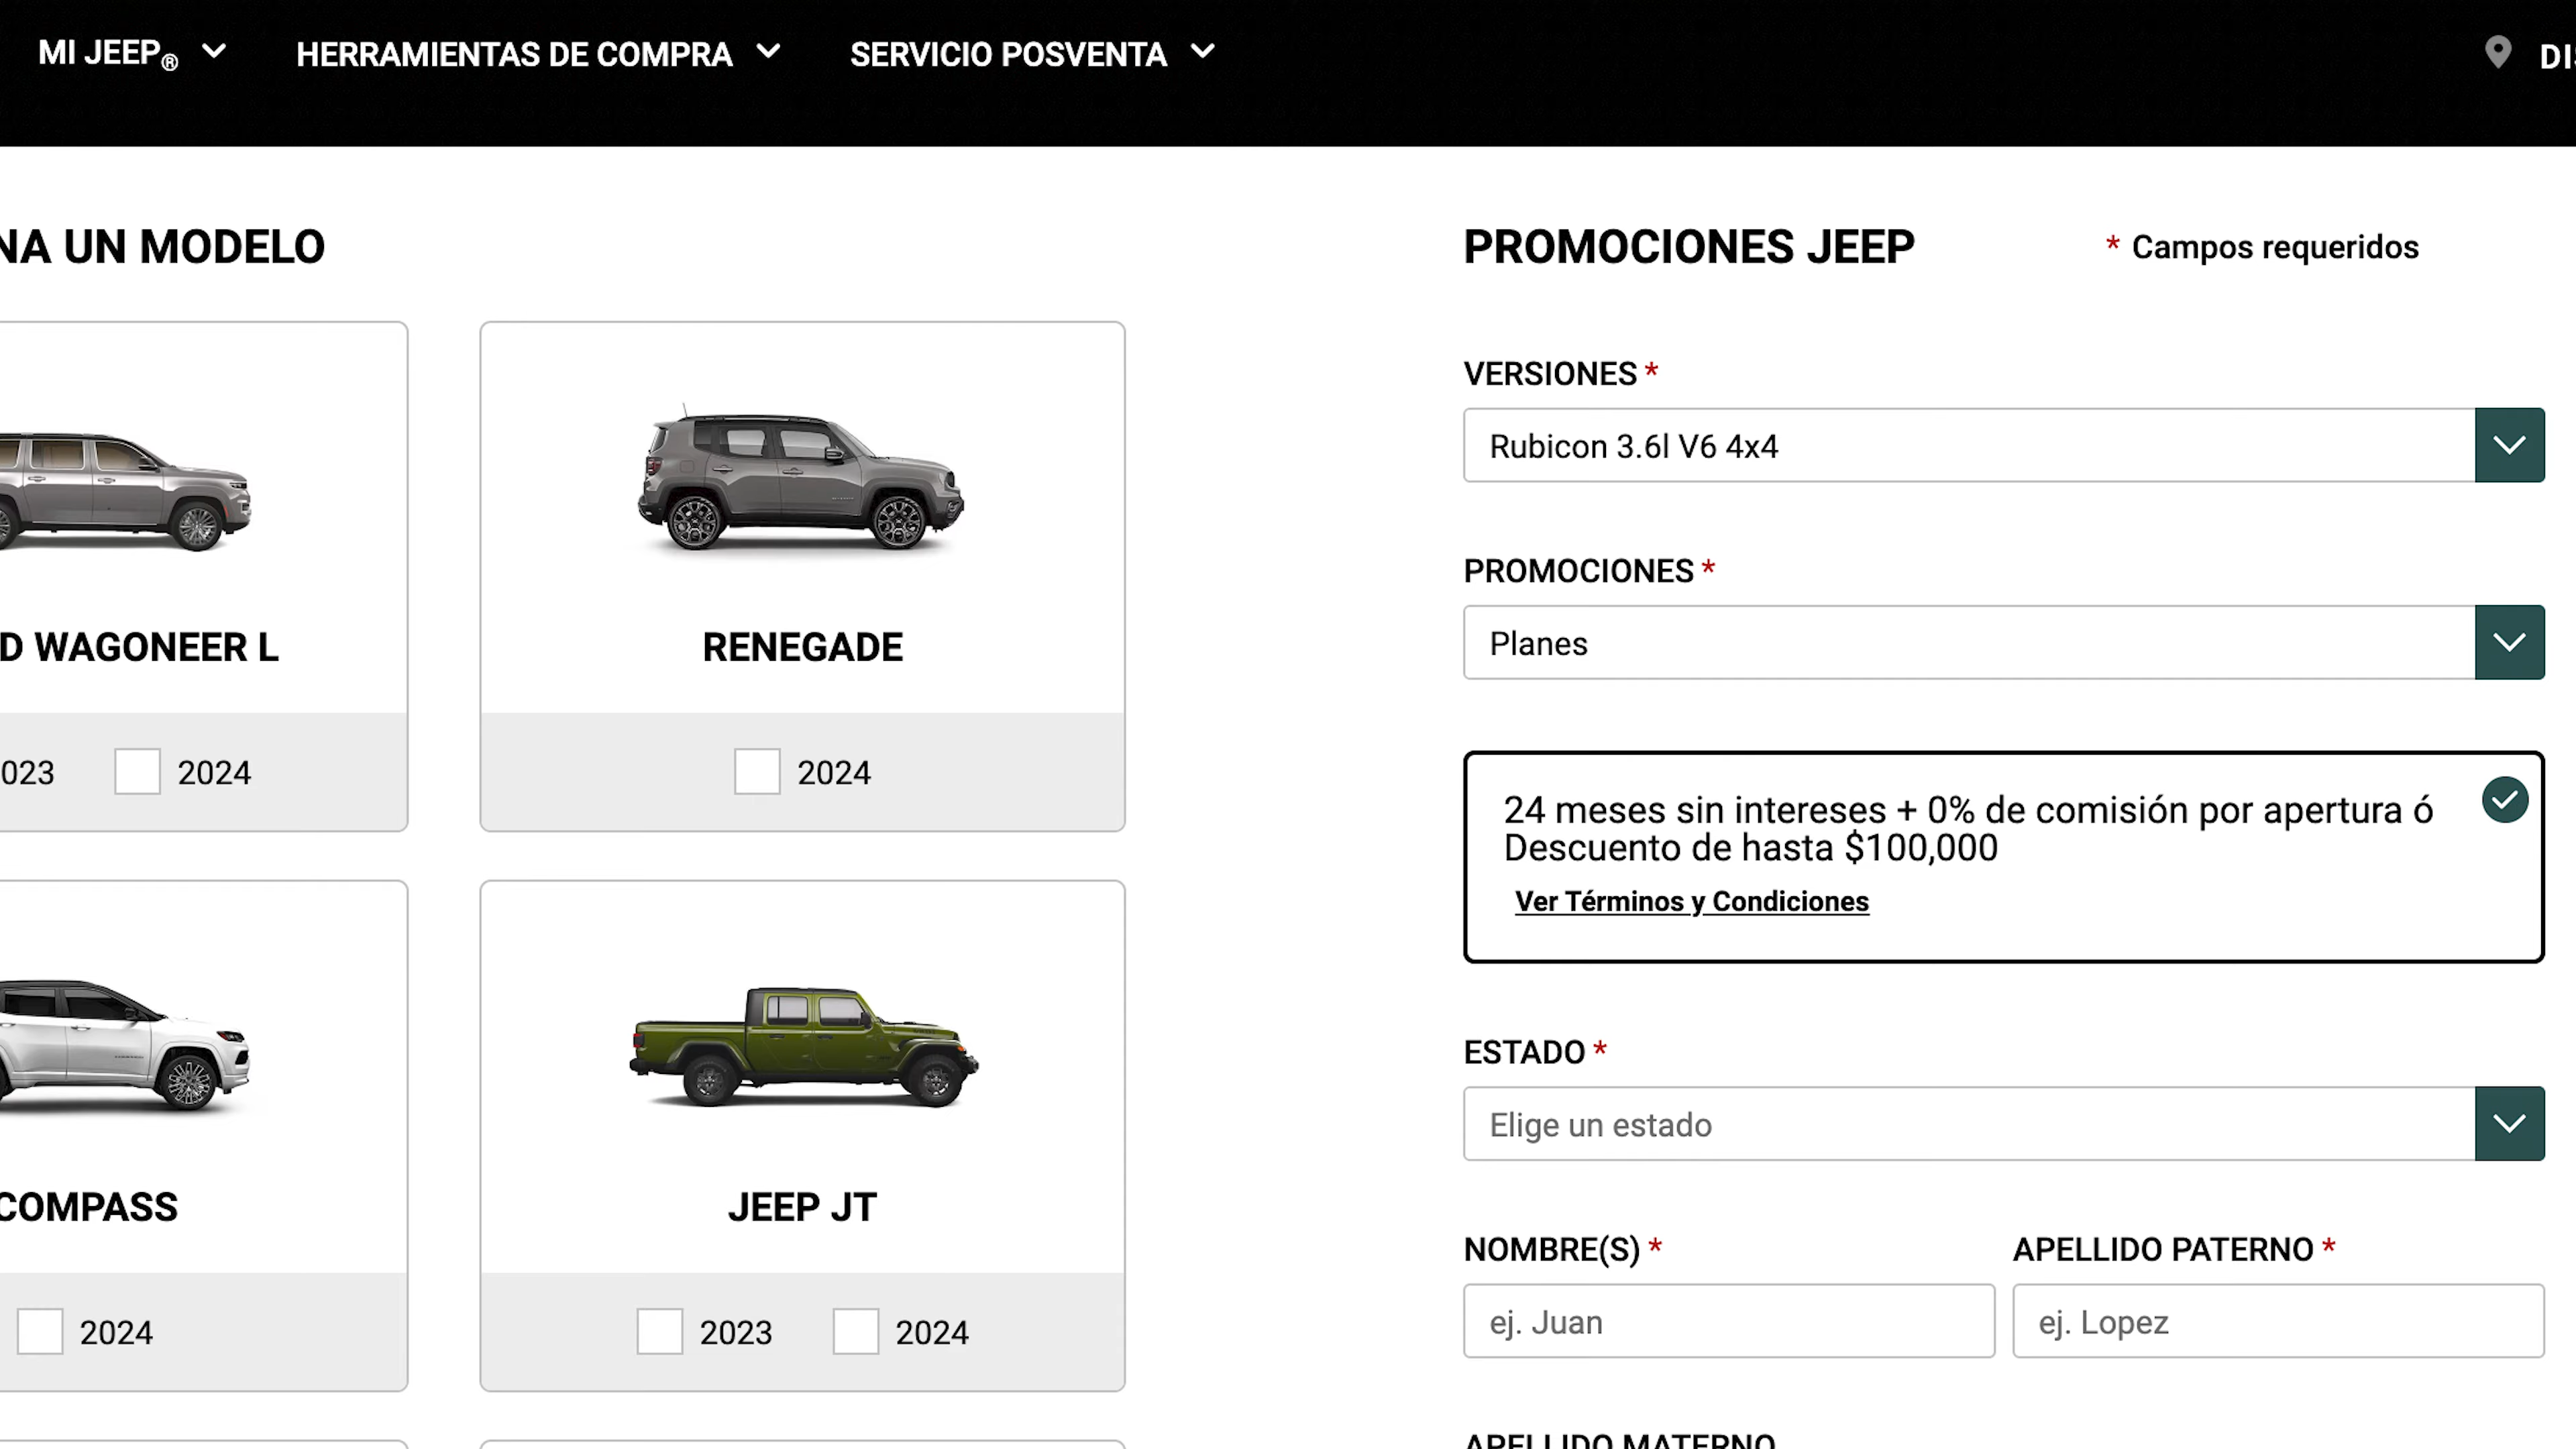 MI JEEP®
HERRAMIENTAS DE COMPRA
SERVICIO POSVENTA
NA UN MODELO
D WAGONEER L
023
2024
RENEGADE
2024
COMPASS
2024
JEEP JT
2023
2024
PROMOCIONES JEEP
* Campos requeridos
VERSIONES *
Rubicon 3.6l V6 4x4
PROMOCIONES *
Planes
24 meses sin intereses + 0% de comisión por apertura ó
Descuento de hasta $100,000
Ver Términos y Condiciones
ESTADO *
Elige un estado
NOMBRE(S) *
ej. Juan
APELLIDO PATERNO *
ej. Lopez
APELLIDO MATERNO